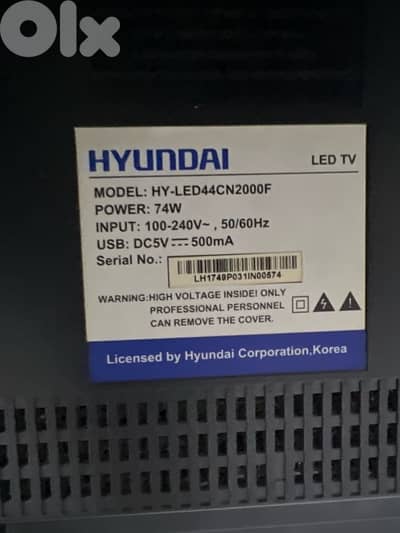 OLX
HYUNDAI LED TV
MODEL: HY-LED44CN2000F
POWER: 74W
INPUT: 100-240V~ , 50/60Hz
USB: DC5V⎓500mA
Serial No.:
LH1749P031IN00574
WARNING:HIGH VOLTAGE INSIDE! ONLY
PROFESSIONAL PERSONNEL
CAN REMOVE THE COVER.
Licensed by Hyundai Corporation,Korea